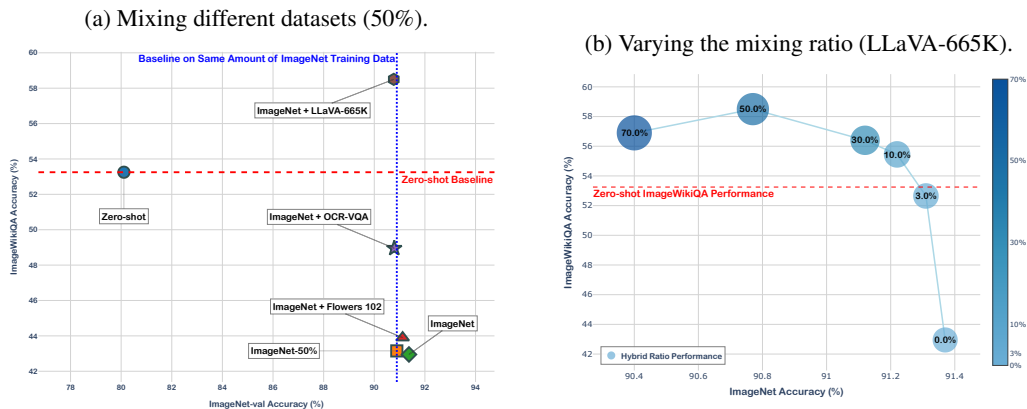 (a) Mixing different datasets (50%).
60
58
56
54
52
50
48
46
44
42
78
80
82
84
86
88
90
92
94
ImageWikiQA Accuracy (%)
ImageNet-val Accuracy (%)
Baseline on Same Amount of ImageNet Training Data
ImageNet + LLaVA-665K
Zero-shot Baseline
Zero-shot
ImageNet + OCR-VQA
ImageNet + Flowers 102
ImageNet
ImageNet-50%
(b) Varying the mixing ratio (LLaVA-665K).
60
58
56
54
52
50
48
46
44
42
90.4
90.6
90.8
91
91.2
91.4
ImageWikiQA Accuracy (%)
ImageNet Accuracy (%)
70.0%
50.0%
30.0%
10.0%
3.0%
0.0%
Zero-shot ImageWikiQA Performance
Hybrid Ratio Performance
70%
50%
30%
10%
3%
0%